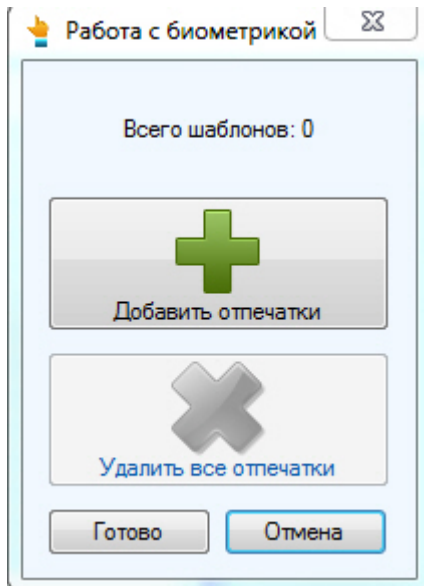 Работа с биометрикой
Всего шаблонов: 0
Добавить отпечатки
Удалить все отпечатки
Готово
Отмена